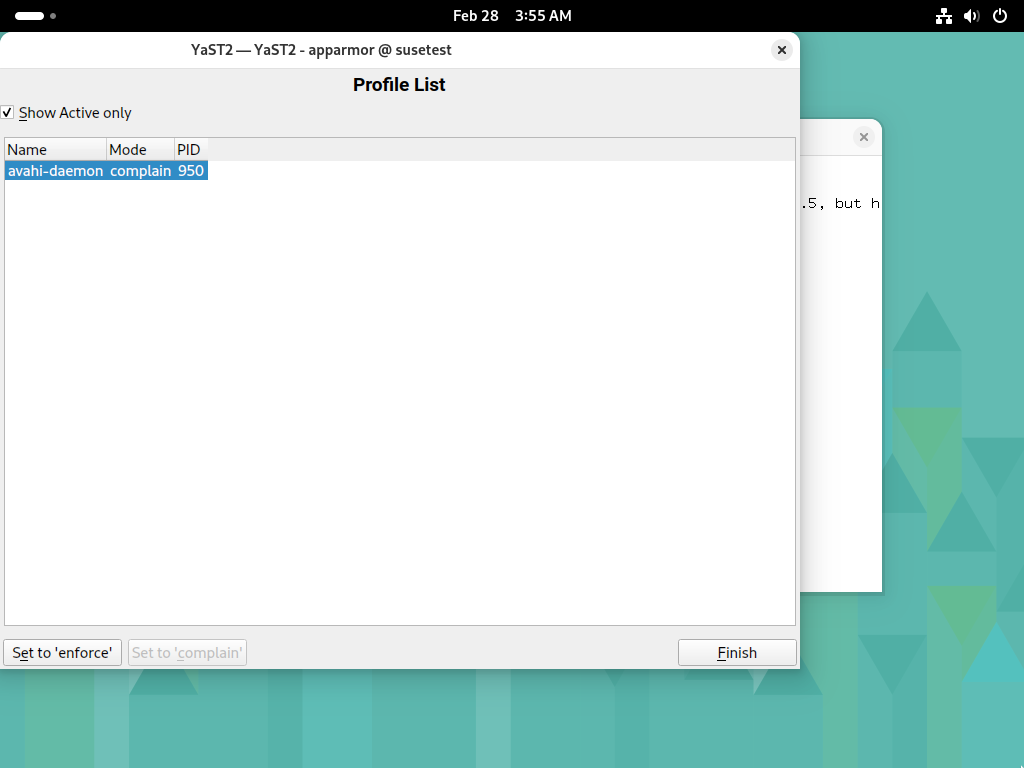 Feb 28 3:55 AM
YaST2 — YaST2 - apparmor @ susetest
Profile List
Show Active only
Name Mode PID
avahi-daemon complain 950
.5, but h
Set to 'enforce' Set to 'complain' Finish